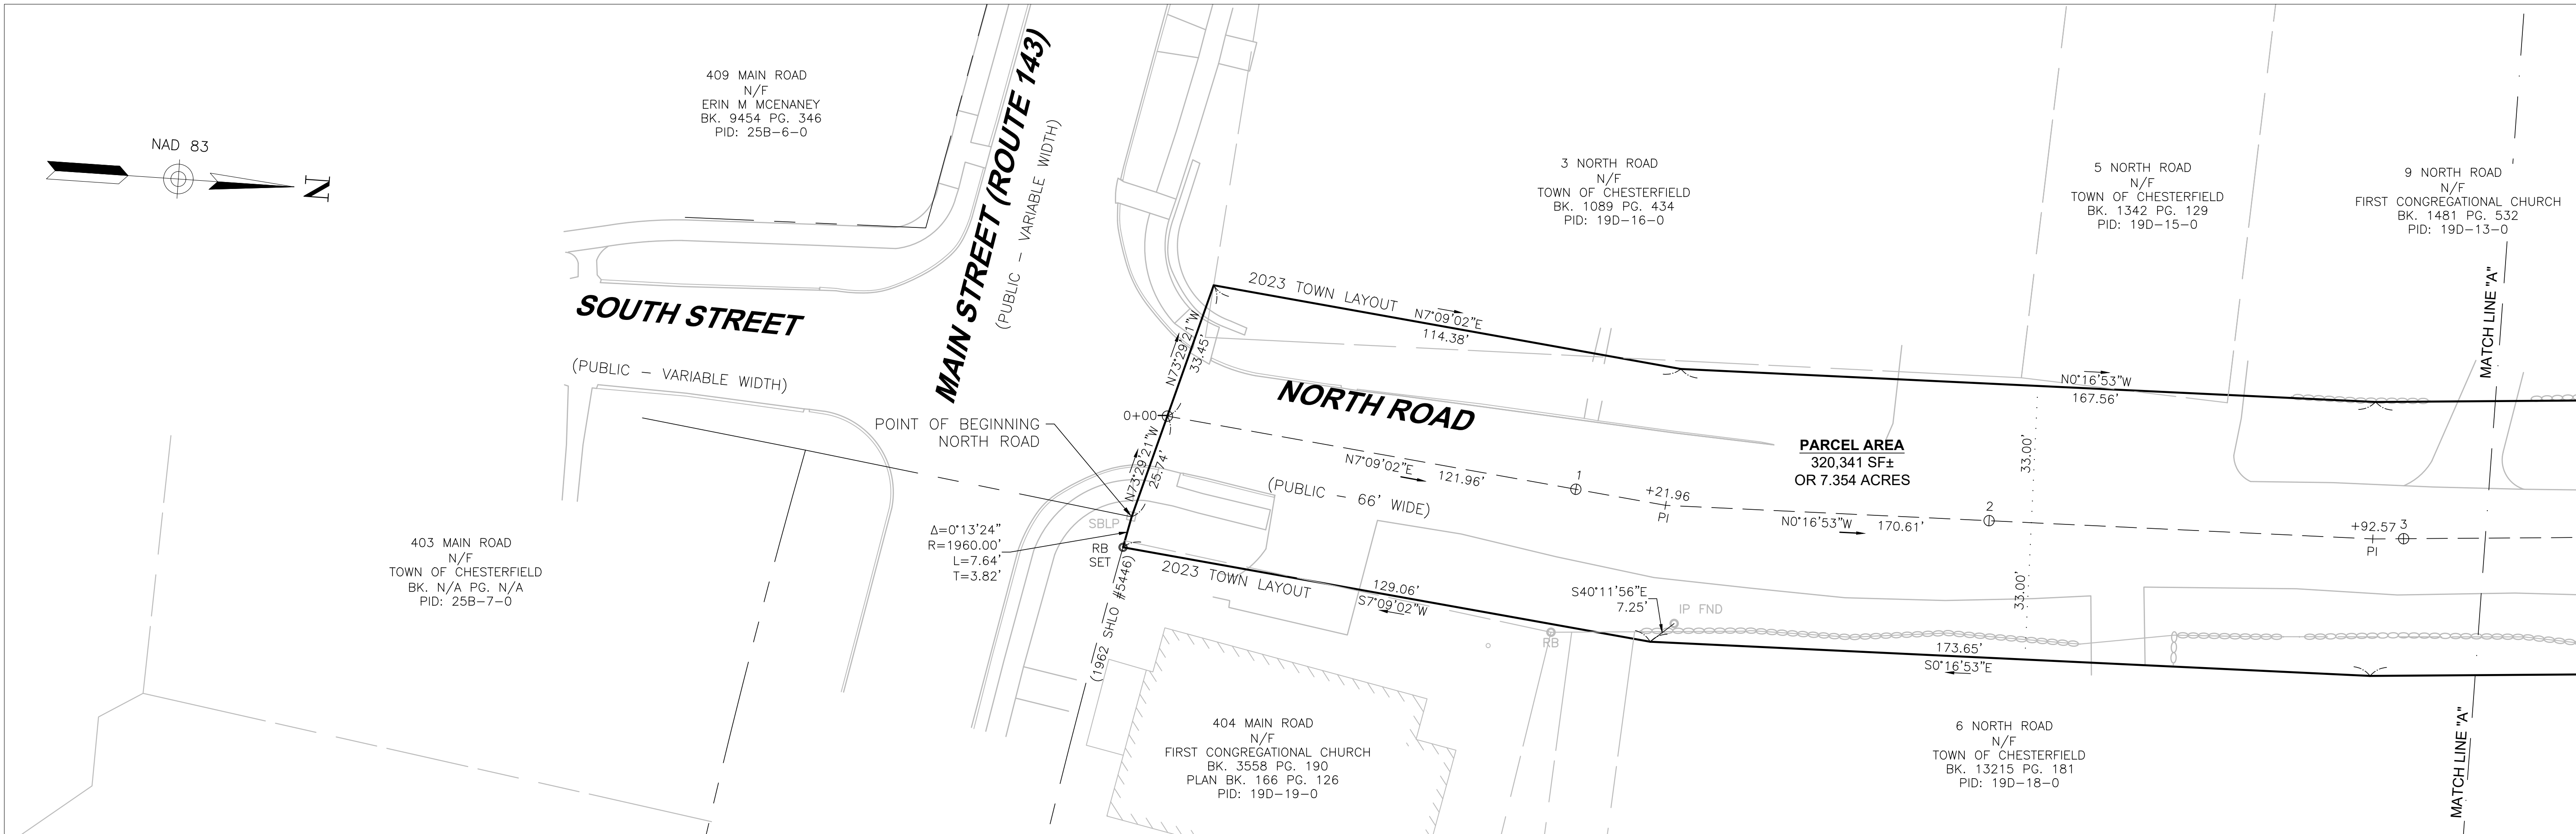 NAD 83
N
409 MAIN ROAD
N/F
ERIN M MCENANEY
BK. 9454 PG. 346
PID: 25B-6-0
MAIN STREET (ROUTE 143)
(PUBLIC - VARIABLE WIDTH)
SOUTH STREET
(PUBLIC - VARIABLE WIDTH)
POINT OF BEGINNING
NORTH ROAD
403 MAIN ROAD
N/F
TOWN OF CHESTERFIELD
BK. N/A PG. N/A
PID: 25B-7-0
Δ=0°13'24"
R=1960.00'
L=7.64'
T=3.82'
SBLP
RB
SET
(1962 SHLO #5446)
0+00
N73°29'21"W
33.45'
N73°29'21"W
25.74'
2023 TOWN LAYOUT
N7°09'02"E
114.38'
NORTH ROAD
(PUBLIC - 66' WIDE)
N7°09'02"E 121.96'
1
+21.96
PI
2023 TOWN LAYOUT
129.06'
S7°09'02"W
S40°11'56"E
7.25'
IP FND
RB
404 MAIN ROAD
N/F
FIRST CONGREGATIONAL CHURCH
BK. 3558 PG. 190
PLAN BK. 166 PG. 126
PID: 19D-19-0
3 NORTH ROAD
N/F
TOWN OF CHESTERFIELD
BK. 1089 PG. 434
PID: 19D-16-0
PARCEL AREA
320,341 SF±
OR 7.354 ACRES
N0°16'53"W 170.61'
2
33.00'
33.00'
N0°16'53"W
167.56'
173.65'
S0°16'53"E
6 NORTH ROAD
N/F
TOWN OF CHESTERFIELD
BK. 13215 PG. 181
PID: 19D-18-0
5 NORTH ROAD
N/F
TOWN OF CHESTERFIELD
BK. 1342 PG. 129
PID: 19D-15-0
9 NORTH ROAD
N/F
FIRST CONGREGATIONAL CHURCH
BK. 1481 PG. 532
PID: 19D-13-0
MATCH LINE "A"
+92.57
PI
3
MATCH LINE "A"